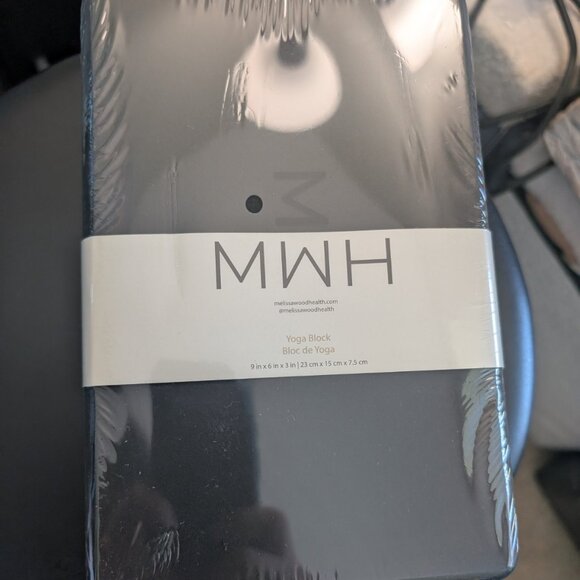 M
MWH
melissawoodhealth.com
@melissawoodhealth
Yoga Block
Bloc de Yoga
9 in x 6 in x 3 in | 23 cm x 15 cm x 7.5 cm